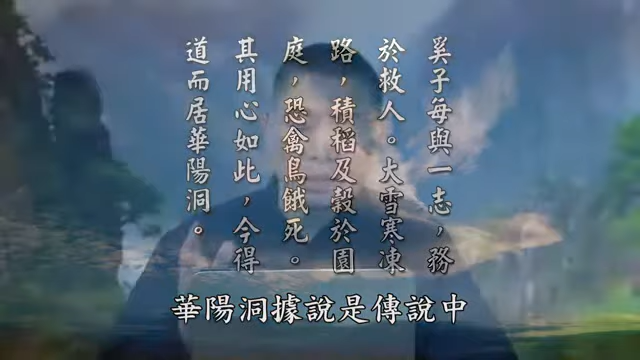 奚子每與一志，務
於救人。大雪寒凍
路，積稻及穀於園
庭，恐禽鳥餓死。
其用心如此，今得
道而居華陽洞。
華陽洞據說是傳說中